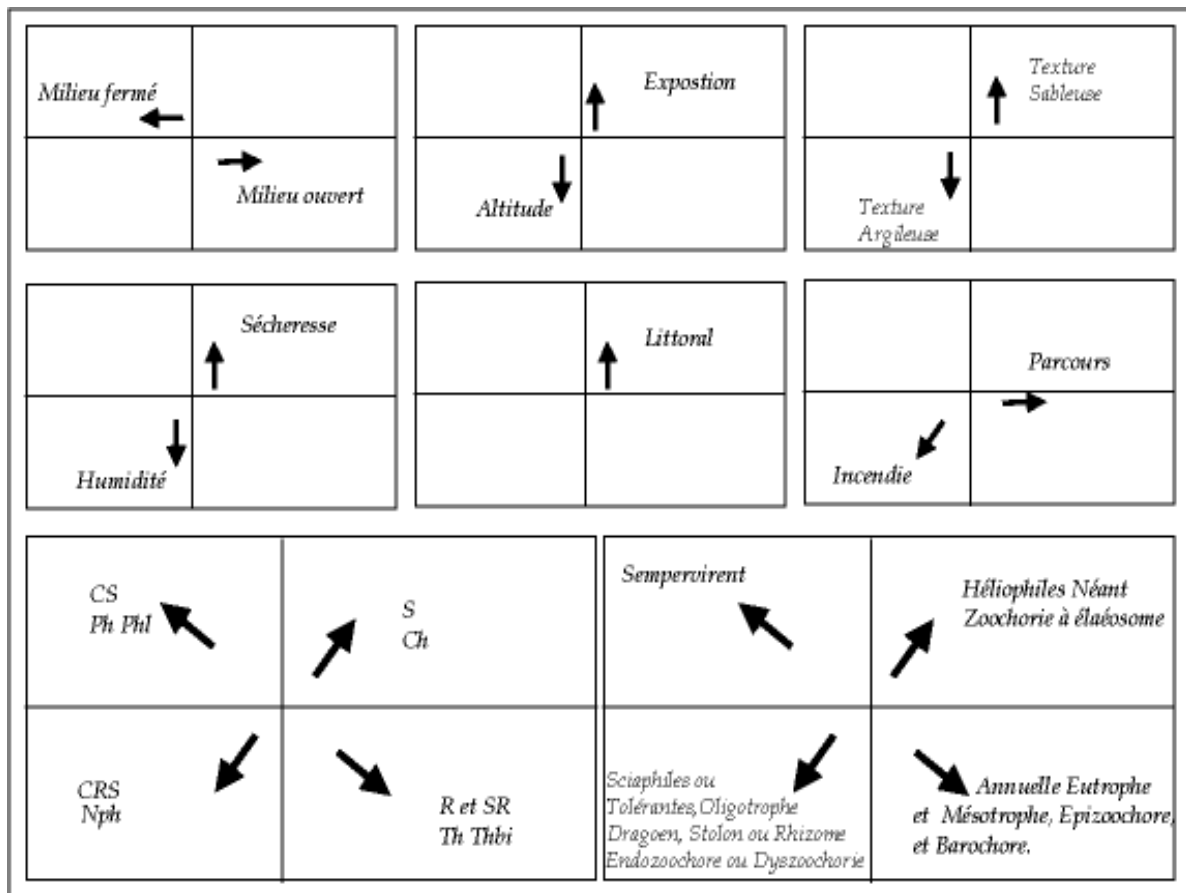 Milieu fermé
Milieu ouvert
Expostion
Altitude
Texture
Sableuse
Texture
Argileuse
Sécheresse
Humidité
Littoral
Parcours
Incendie
CS
Ph Phl
S
Ch
CRS
Nph
R et SR
Th Thbi
Sempervirent
Héliophiles Néant
Zoochorie à élaéosome
Sciaphiles ou
Tolérantes, Oligotrophe
Dragoen, Stolon ou Rhizome
Endozoochore ou Dyszoochorie
Annuelle Eutrophe
et Mésotrophe, Epizoochore,
et Barochore.